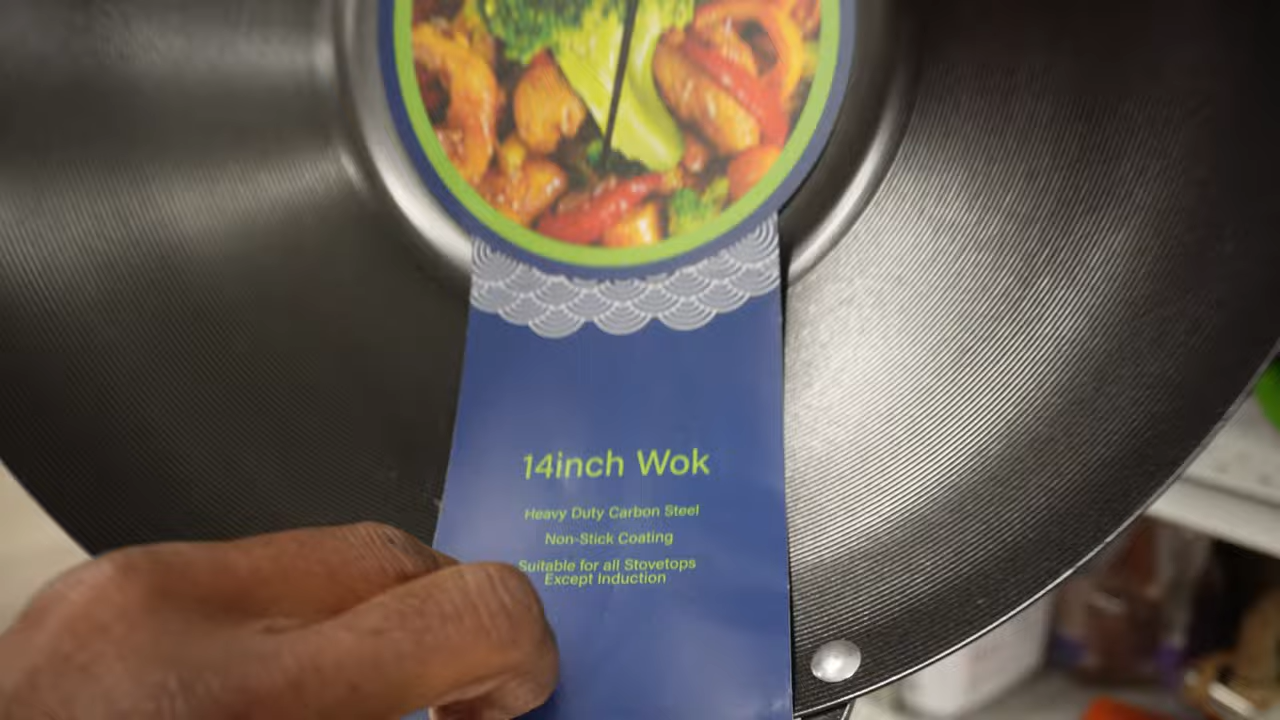 14inch Wok
Heavy Duty Carbon Steel
Non-Stick Coating
Suitable for all Stovetops
Except Induction